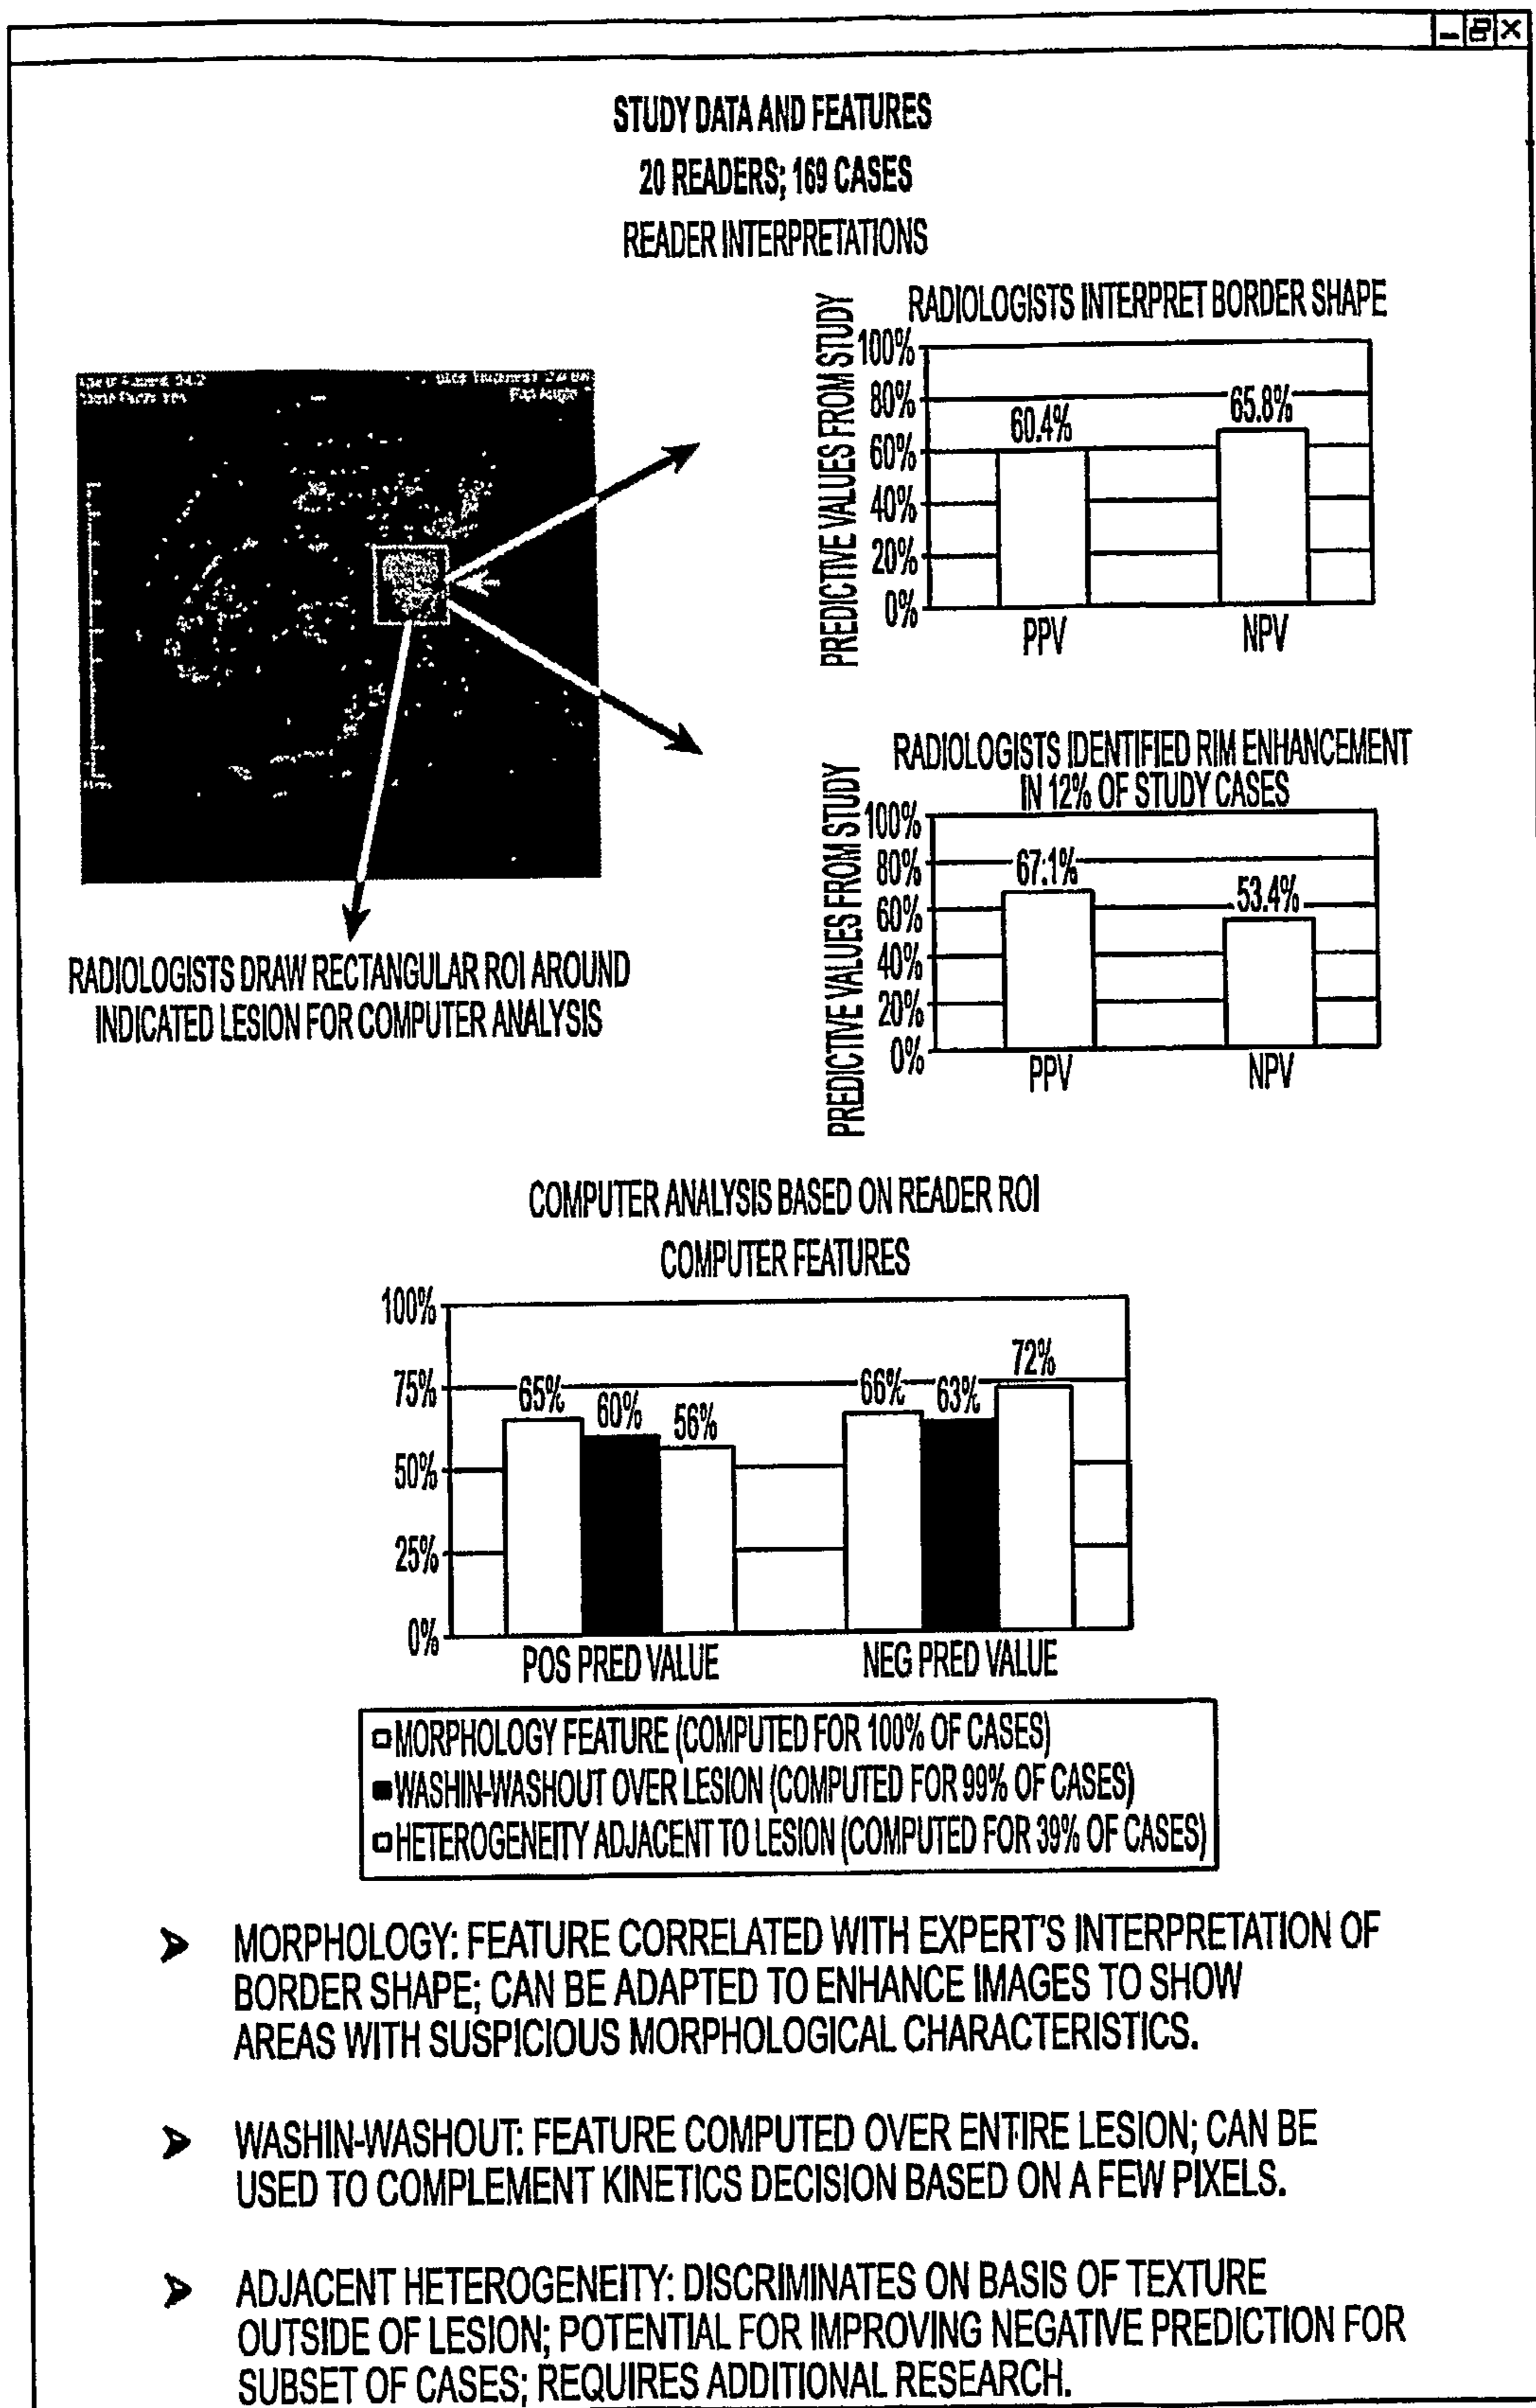 STUDY DATA AND FEATURES
20 READERS; 169 CASES
READER INTERPRETATIONS
RADIOLOGISTS INTERPRET BORDER SHAPE
PREDICTIVE VALUES FROM STUDY
100%
80%
60%
40%
20%
0%
60.4%
65.8%
PPV
NPV
RADIOLOGISTS IDENTIFIED RIM ENHANCEMENT
IN 12% OF STUDY CASES
PREDICTIVE VALUES FROM STUDY
100%
80%
60%
40%
20%
0%
67.1%
53.4%
PPV
NPV
RADIOLOGISTS DRAW RECTANGULAR ROI AROUND
INDICATED LESION FOR COMPUTER ANALYSIS
COMPUTER ANALYSIS BASED ON READER ROI
COMPUTER FEATURES
100%
75%
50%
25%
0%
65%
60%
56%
66%
63%
72%
POS PRED VALUE
NEG PRED VALUE
MORPHOLOGY FEATURE (COMPUTED FOR 100% OF CASES)
WASHIN-WASHOUT OVER LESION (COMPUTED FOR 99% OF CASES)
HETEROGENEITY ADJACENT TO LESION (COMPUTED FOR 39% OF CASES)
➤ MORPHOLOGY: FEATURE CORRELATED WITH EXPERT'S INTERPRETATION OF
BORDER SHAPE; CAN BE ADAPTED TO ENHANCE IMAGES TO SHOW
AREAS WITH SUSPICIOUS MORPHOLOGICAL CHARACTERISTICS.
➤ WASHIN-WASHOUT: FEATURE COMPUTED OVER ENTIRE LESION; CAN BE
USED TO COMPLEMENT KINETICS DECISION BASED ON A FEW PIXELS.
➤ ADJACENT HETEROGENEITY: DISCRIMINATES ON BASIS OF TEXTURE
OUTSIDE OF LESION; POTENTIAL FOR IMPROVING NEGATIVE PREDICTION FOR
SUBSET OF CASES; REQUIRES ADDITIONAL RESEARCH.